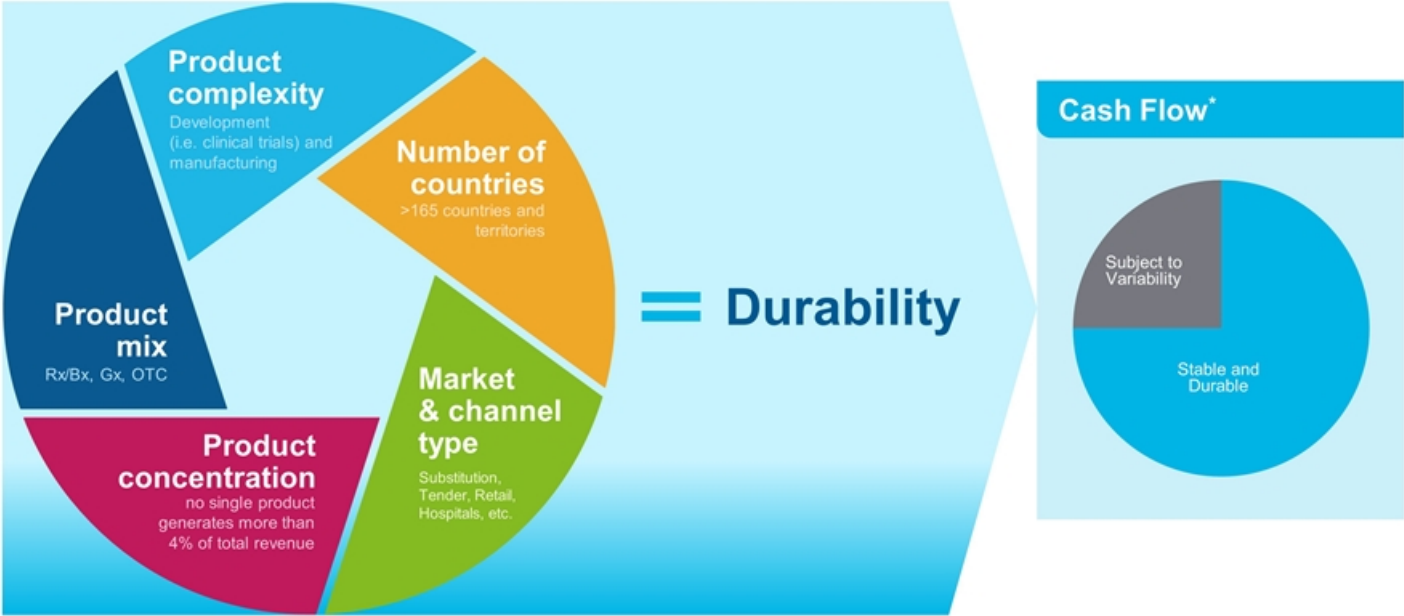 Product
complexity
Development
(i.e. clinical trials) and
manufacturing
Number of
countries
>165 countries and
territories
Product
mix
Rx/Bx, Gx, OTC
Market
& channel
type
Substitution,
Tender, Retail,
Hospitals, etc.
Product
concentration
no single product
generates more than
4% of total revenue
= Durability
Cash Flow*
Subject to
Variability
Stable and
Durable